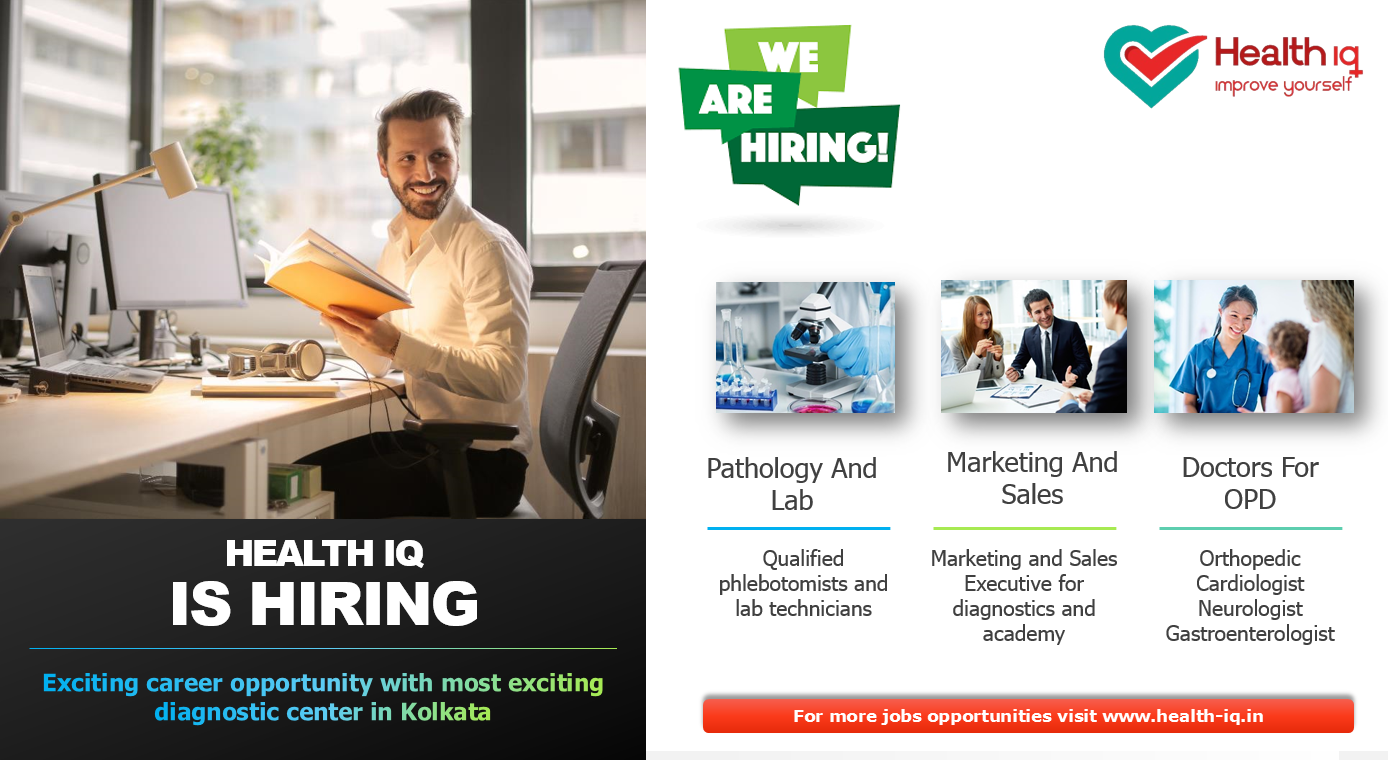 HEALTH IQ
IS HIRING
Exciting career opportunity with most exciting
diagnostic center in Kolkata
WE
ARE
HIRING!
Health iq
improve yourself
Pathology And
Lab
Qualified
phlebotomists and
lab technicians
Marketing And
Sales
Marketing and Sales
Executive for
diagnostics and
academy
Doctors For
OPD
Orthopedic
Cardiologist
Neurologist
Gastroenterologist
For more jobs opportunities visit www.health-iq.in